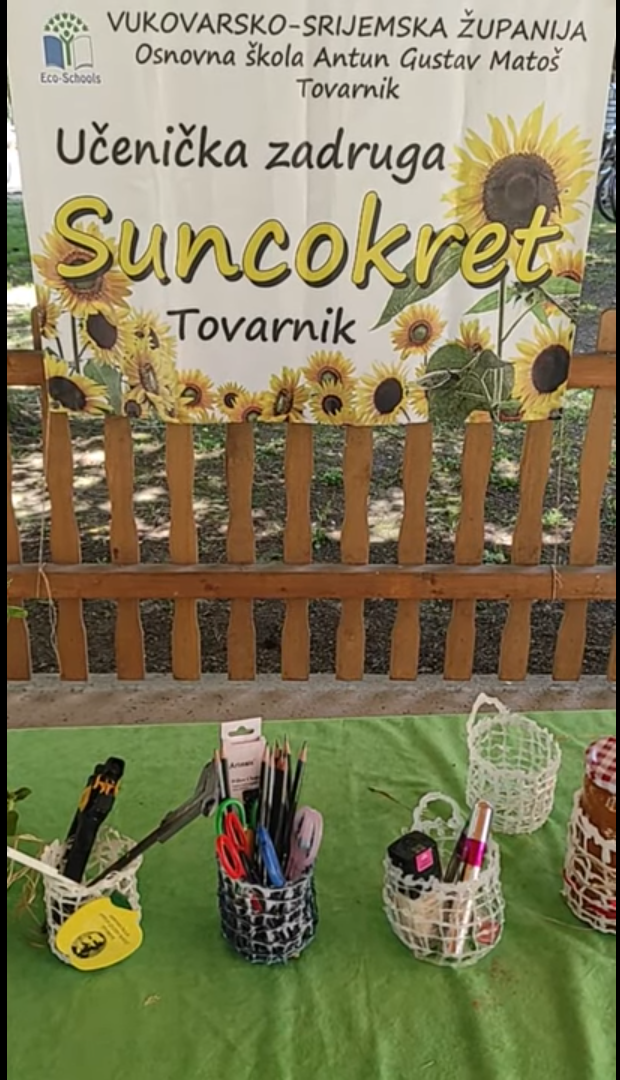 VUKOVARSKO-SRIJEMSKA ŽUPANIJA
Eco-Schools
Osnovna škola Antun Gustav Matoš
Tovarnik
Učenička zadruga
Suncokret
Tovarnik